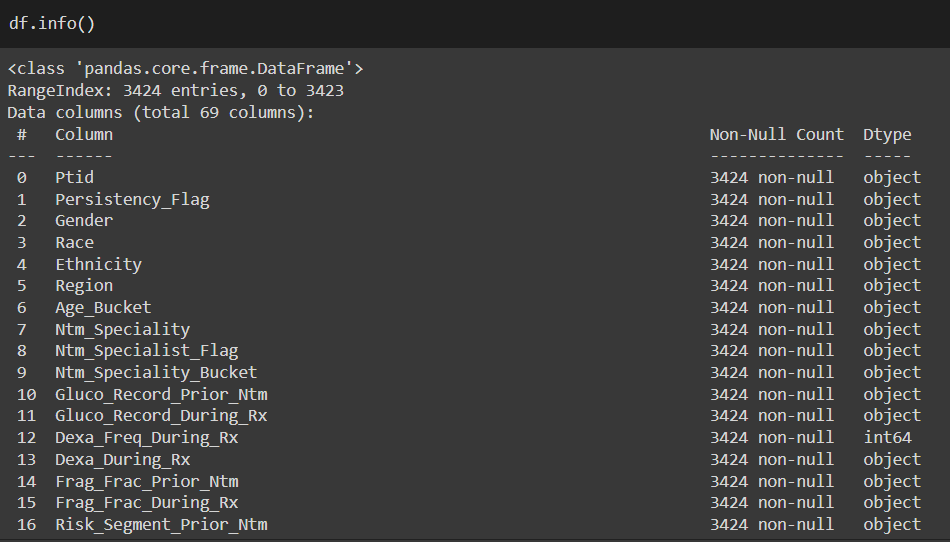 df.info()
<class 'pandas.core.frame.DataFrame'>
RangeIndex: 3424 entries, 0 to 3423
Data columns (total 69 columns):
 #   Column                                                              Non-Null Count  Dtype
---  ------                                                              --------------  -----
 0   Ptid                                                                3424 non-null   object
 1   Persistency_Flag                                                    3424 non-null   object
 2   Gender                                                              3424 non-null   object
 3   Race                                                                3424 non-null   object
 4   Ethnicity                                                           3424 non-null   object
 5   Region                                                              3424 non-null   object
 6   Age_Bucket                                                          3424 non-null   object
 7   Ntm_Speciality                                                      3424 non-null   object
 8   Ntm_Specialist_Flag                                                 3424 non-null   object
 9   Ntm_Speciality_Bucket                                               3424 non-null   object
 10  Gluco_Record_Prior_Ntm                                              3424 non-null   object
 11  Gluco_Record_During_Rx                                              3424 non-null   object
 12  Dexa_Freq_During_Rx                                                 3424 non-null   int64
 13  Dexa_During_Rx                                                      3424 non-null   object
 14  Frag_Frac_Prior_Ntm                                                 3424 non-null   object
 15  Frag_Frac_During_Rx                                                 3424 non-null   object
 16  Risk_Segment_Prior_Ntm                                              3424 non-null   object